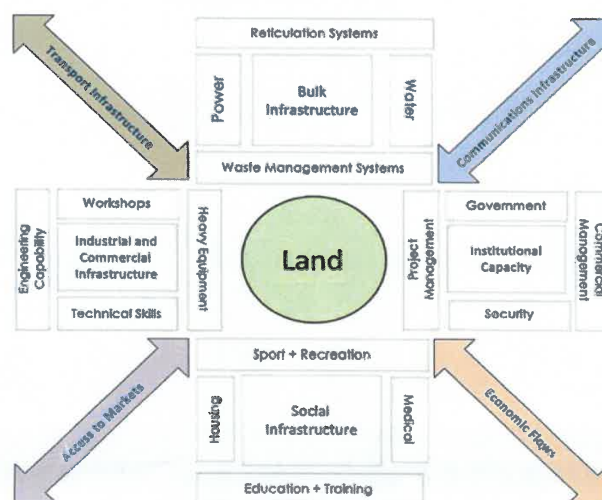 Reticulation Systems
Transport Infrastructure
Power
Bulk
Infrastructure
Water
Communications Infrastructure
Waste Management Systems
Engineering
Capability
Workshops
Industrial and
Commercial
Infrastructure
Technical Skills
Heavy Equipment
Land
Project
Management
Government
Institutional
Capacity
Security
Commercial
Management
Sport + Recreation
Access to Markets
Housing
Social
Infrastructure
Medical
Economic Flows
Education + Training